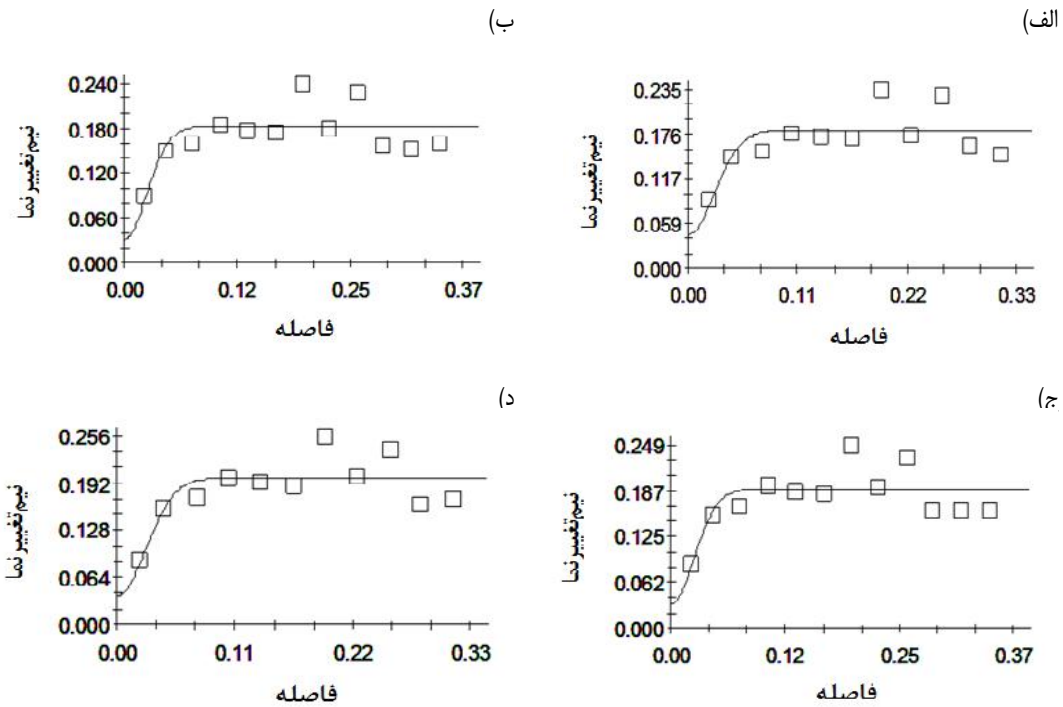 الف)
0.235
0.176
0.117
0.059
0.000
نیم‌تغییرنما
0.00 0.11 0.22 0.33
فاصله
ب)
0.240
0.180
0.120
0.060
0.000
نیم‌تغییرنما
0.00 0.12 0.25 0.37
فاصله
ج)
0.249
0.187
0.125
0.062
0.000
نیم‌تغییرنما
0.00 0.12 0.25 0.37
فاصله
د)
0.256
0.192
0.128
0.064
0.000
نیم‌تغییرنما
0.00 0.11 0.22 0.33
فاصله